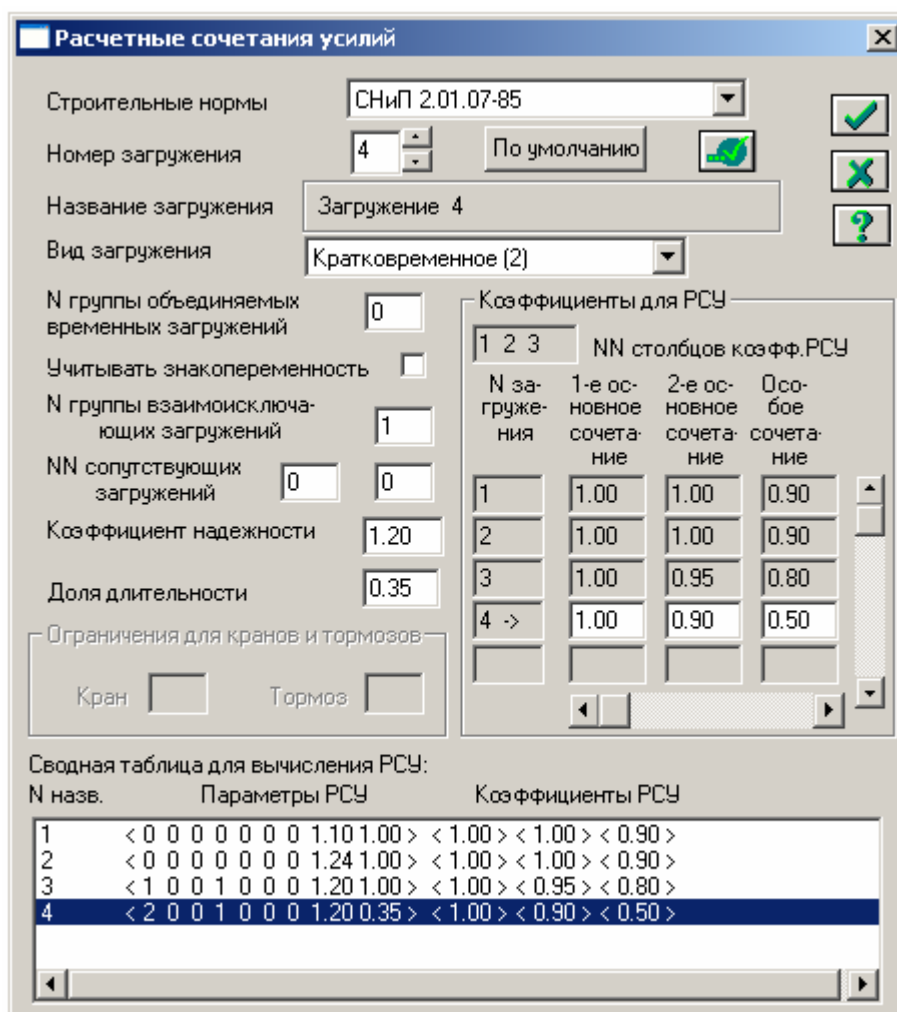 Расчетные сочетания усилий
Строительные нормы СНиП 2.01.07-85
Номер загружения 4 По умолчанию
Название загружения Загружение 4
Вид загружения Кратковременное (2)
N группы объединяемых
временных загружений 0
Учитывать знакопеременность
N группы взаимоисключа-
ющих загружений 1
NN сопутствующих
загружений 0 0
Коэффициент надежности 1.20
Доля длительности 0.35
Ограничения для кранов и тормозов
Кран Тормоз
Коэффициенты для РСУ
1 2 3 NN столбцов коэфф.РСУ
N за- 1-е ос- 2-е ос- Осо-
груже- новное новное бое
ния сочета- сочета- сочета-
ние ние ние
1 1.00 1.00 0.90
2 1.00 1.00 0.90
3 1.00 0.95 0.80
4 -> 1.00 0.90 0.50
Сводная таблица для вычисления РСУ:
N назв. Параметры РСУ Коэффициенты РСУ
1 < 0 0 0 0 0 0 0 1.10 1.00 > < 1.00 > < 1.00 > < 0.90 >
2 < 0 0 0 0 0 0 0 1.24 1.00 > < 1.00 > < 1.00 > < 0.90 >
3 < 1 0 0 1 0 0 0 1.20 1.00 > < 1.00 > < 0.95 > < 0.80 >
4 < 2 0 0 1 0 0 0 1.20 0.35 > < 1.00 > < 0.90 > < 0.50 >